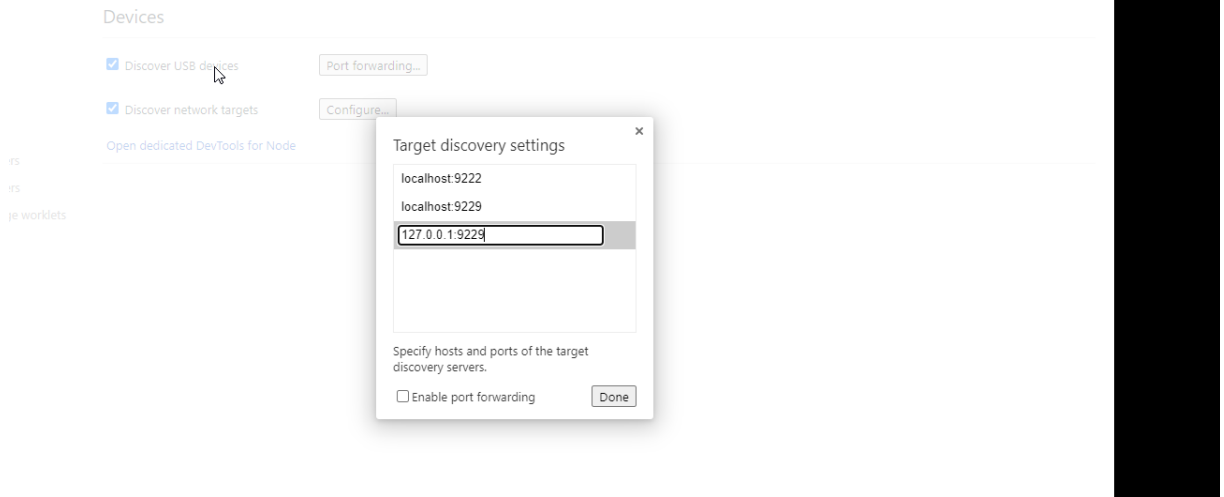 Devices
Discover USB devices
Port forwarding...
Discover network targets
Configure...
Open dedicated DevTools for Node
rs
rs
ge worklets
×
Target discovery settings
localhost:9222
localhost:9229
127.0.0.1:9229
Specify hosts and ports of the target
discovery servers.
Enable port forwarding
Done